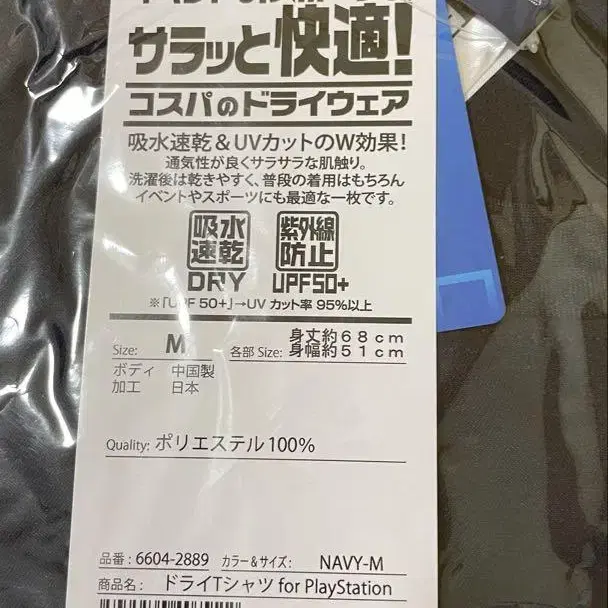 サラッと快適!
コスパのドライウェア
吸水速乾&UVカットのW効果!
通気性が良くサラサラな肌触り。
洗濯後は乾きやすく、普段の着用はもちろん
イベントやスポーツにも最適な一枚です。
吸水速乾 紫外線防止
DRY UPF50+
※「UPF 50+」→UV カット率 95%以上
Size: M 各部 Size: 身丈約68cm
身幅約51cm
ボディ 中国製
加工 日本
Quality: ポリエステル100%
品番: 6604-2889 カラー&サイズ: NAVY-M
商品名: ドライTシャツ for PlayStation